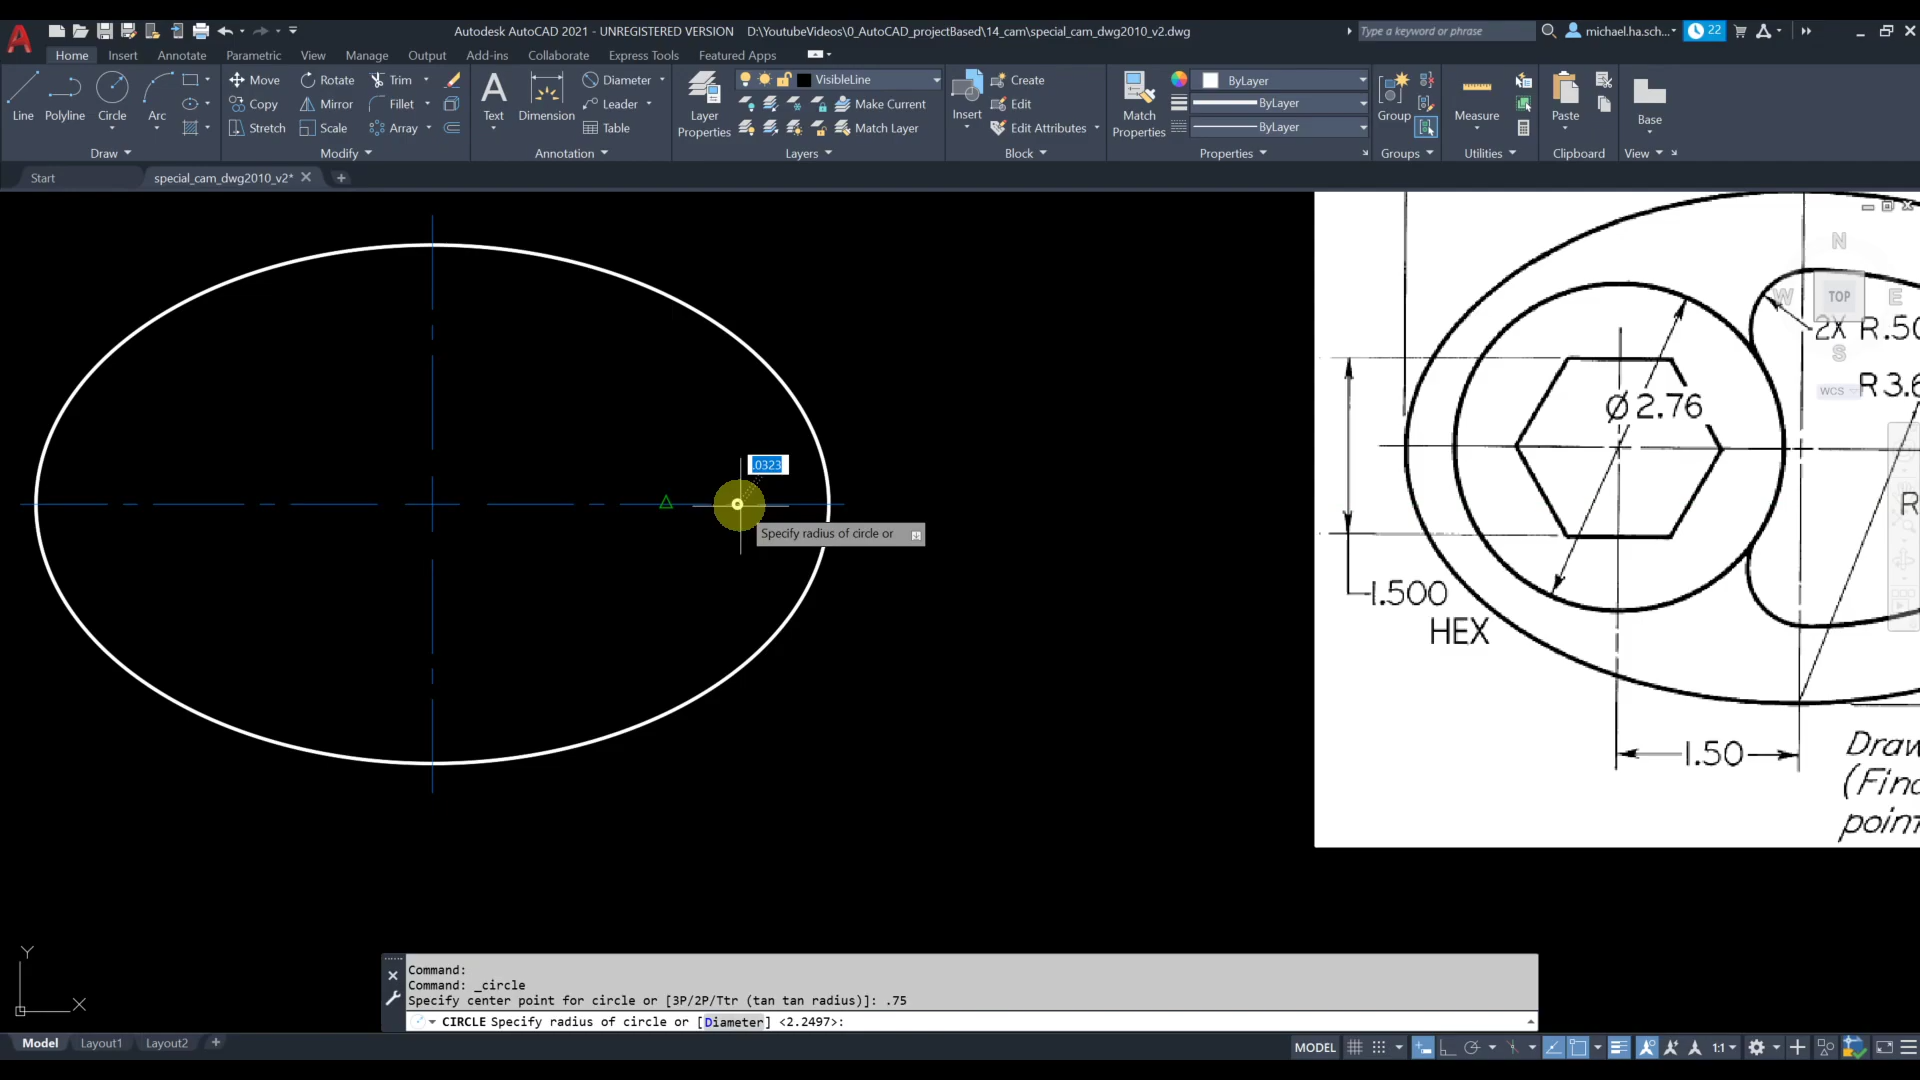 Autodesk AutoCAD 2021 - UNREGISTERED VERSION D:\YoutubeVideos\0_AutoCAD_projectBased\14_cam\special_cam_dwg2010_v2.dwg
Type a keyword or phrase
michael.ha.sch...
22
Home Insert Annotate Parametric View Manage Output Add-ins Collaborate Express Tools Featured Apps
Line Polyline Circle Arc
Move Rotate Trim
Copy Mirror Fillet
Stretch Scale Array
Text Dimension
Diameter
Leader
Table
Layer Properties
VisibleLine
Make Current
Match Layer
Insert
Create
Edit
Edit Attributes
Match Properties
ByLayer
ByLayer
ByLayer
Group
Measure
Paste
Base
Draw Modify Annotation Layers Block Properties Groups Utilities Clipboard View
Start special_cam_dwg2010_v2*
N
W TOP E
S
WCS
2X R.50
R3.6
Ø2.76
R
1.500
HEX
1.50
Draw
(Find
point
.0323
Specify radius of circle or
Y
X
Command:
Command: _circle
Specify center point for circle or [3P/2P/Ttr (tan tan radius)]: .75
CIRCLE Specify radius of circle or [Diameter] <2.2497>:
Model Layout1 Layout2
MODEL
1:1